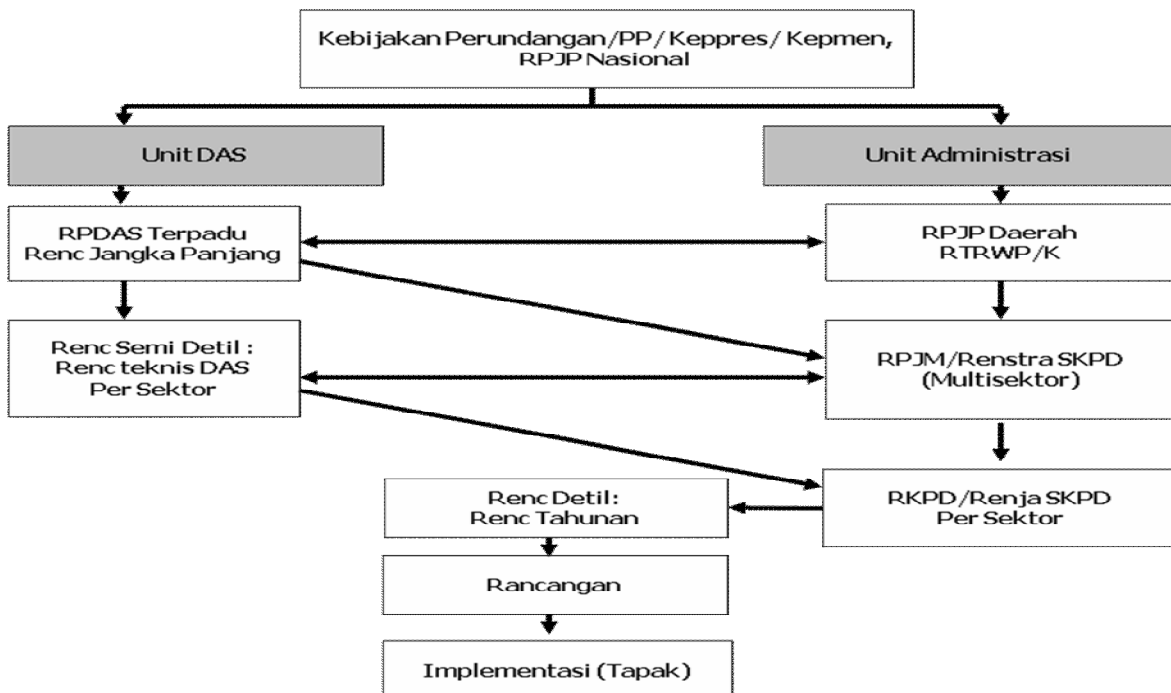 Kebijakan Perundangan/PP/ Keppres/ Kepmen,
RPJP Nasional
Unit DAS
Unit Administrasi
RPDAS Terpadu
Renc Jangka Panjang
RPJP Daerah
RTRWP/K
Renc Semi Detil :
Renc teknis DAS
Per Sektor
RPJM/Renstra SKPD
(Multisektor)
Renc Detil:
Renc Tahunan
RKPD/Renja SKPD
Per Sektor
Rancangan
Implementasi (Tapak)